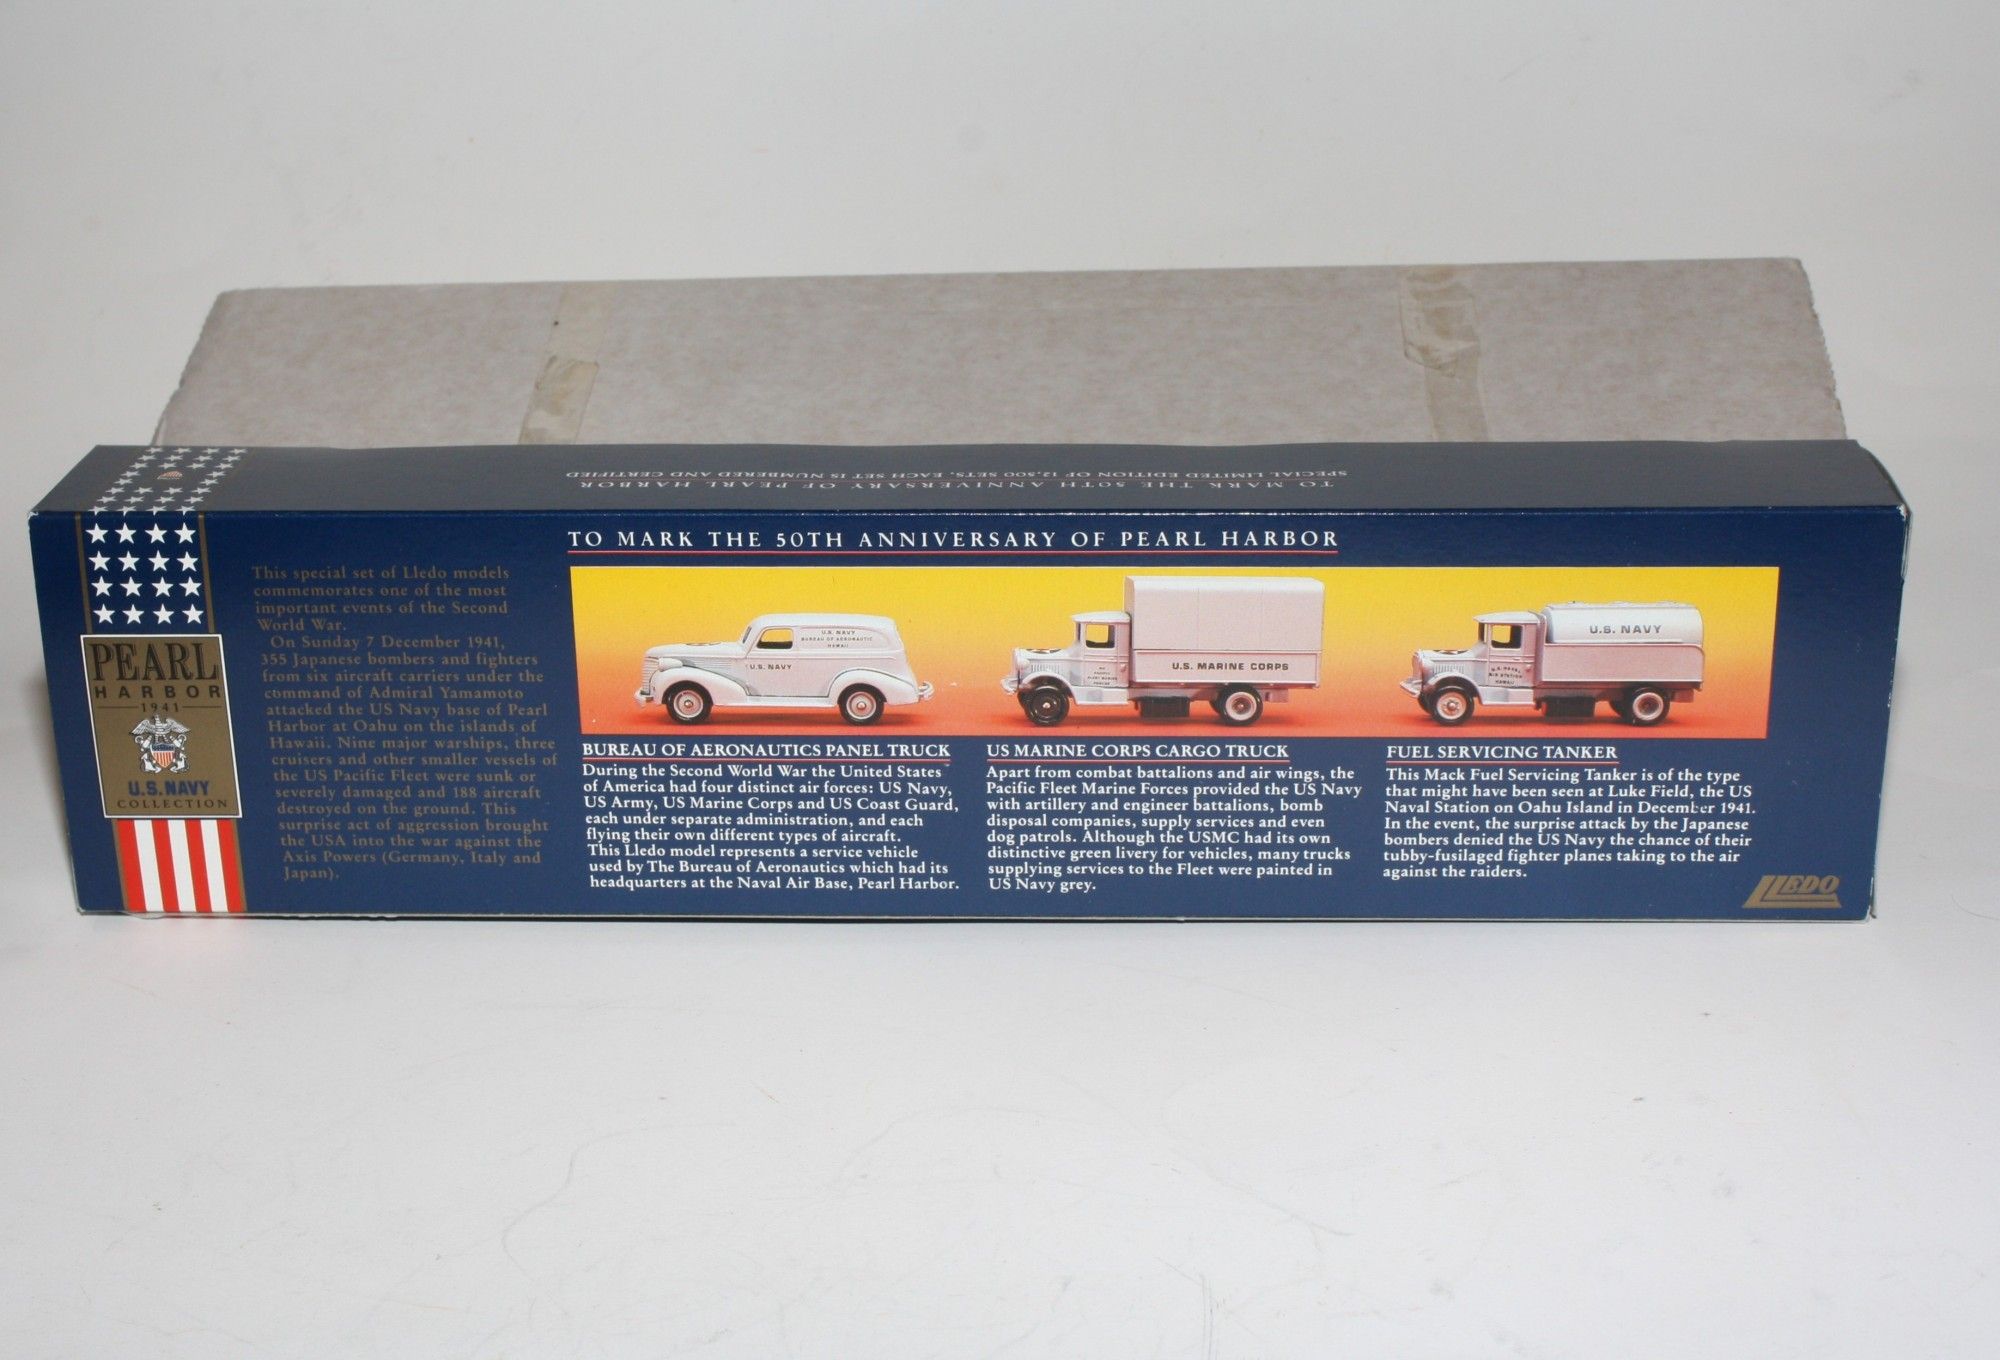 SPECIAL LIMITED EDITION OF 12,500 SETS, EACH SET IS NUMBERED AND CERTIFIED
TO MARK THE 50TH ANNIVERSARY OF PEARL HARBOR
TO MARK THE 50TH ANNIVERSARY OF PEARL HARBOR
PEARL
HARBOR
1941
U.S. NAVY
COLLECTION
This special set of Lledo models
commemorates one of the most
important events of the Second
World War.
On Sunday 7 December 1941,
355 Japanese bombers and fighters
from six aircraft carriers under the
command of Admiral Yamamoto
attacked the US Navy base of Pearl
Harbor at Oahu on the islands of
Hawaii. Nine major warships, three
cruisers and other smaller vessels of
the US Pacific Fleet were sunk or
severely damaged and 188 aircraft
destroyed on the ground. This
surprise act of aggression brought
the USA into the war against the
Axis Powers (Germany, Italy and
Japan).
U.S. NAVY
BUREAU OF AERONAUTIC
HAWAII
U.S. NAVY
BUREAU OF AERONAUTICS PANEL TRUCK
During the Second World War the United States
of America had four distinct air forces: US Navy,
US Army, US Marine Corps and US Coast Guard,
each under separate administration, and each
flying their own different types of aircraft.
This Lledo model represents a service vehicle
used by The Bureau of Aeronautics which had its
headquarters at the Naval Air Base, Pearl Harbor.
U.S. MARINE CORPS
PACIFIC
FLEET MARINE
FORCES
US MARINE CORPS CARGO TRUCK
Apart from combat battalions and air wings, the
Pacific Fleet Marine Forces provided the US Navy
with artillery and engineer battalions, bomb
disposal companies, supply services and even
dog patrols. Although the USMC had its own
distinctive green livery for vehicles, many trucks
supplying services to the Fleet were painted in
US Navy grey.
U.S. NAVY
U.S. NAVAL
AIR STATION
HAWAII
FUEL SERVICING TANKER
This Mack Fuel Servicing Tanker is of the type
that might have been seen at Luke Field, the US
Naval Station on Oahu Island in December 1941.
In the event, the surprise attack by the Japanese
bombers denied the US Navy the chance of their
tubby-fusilaged fighter planes taking to the air
against the raiders.
LLEDO